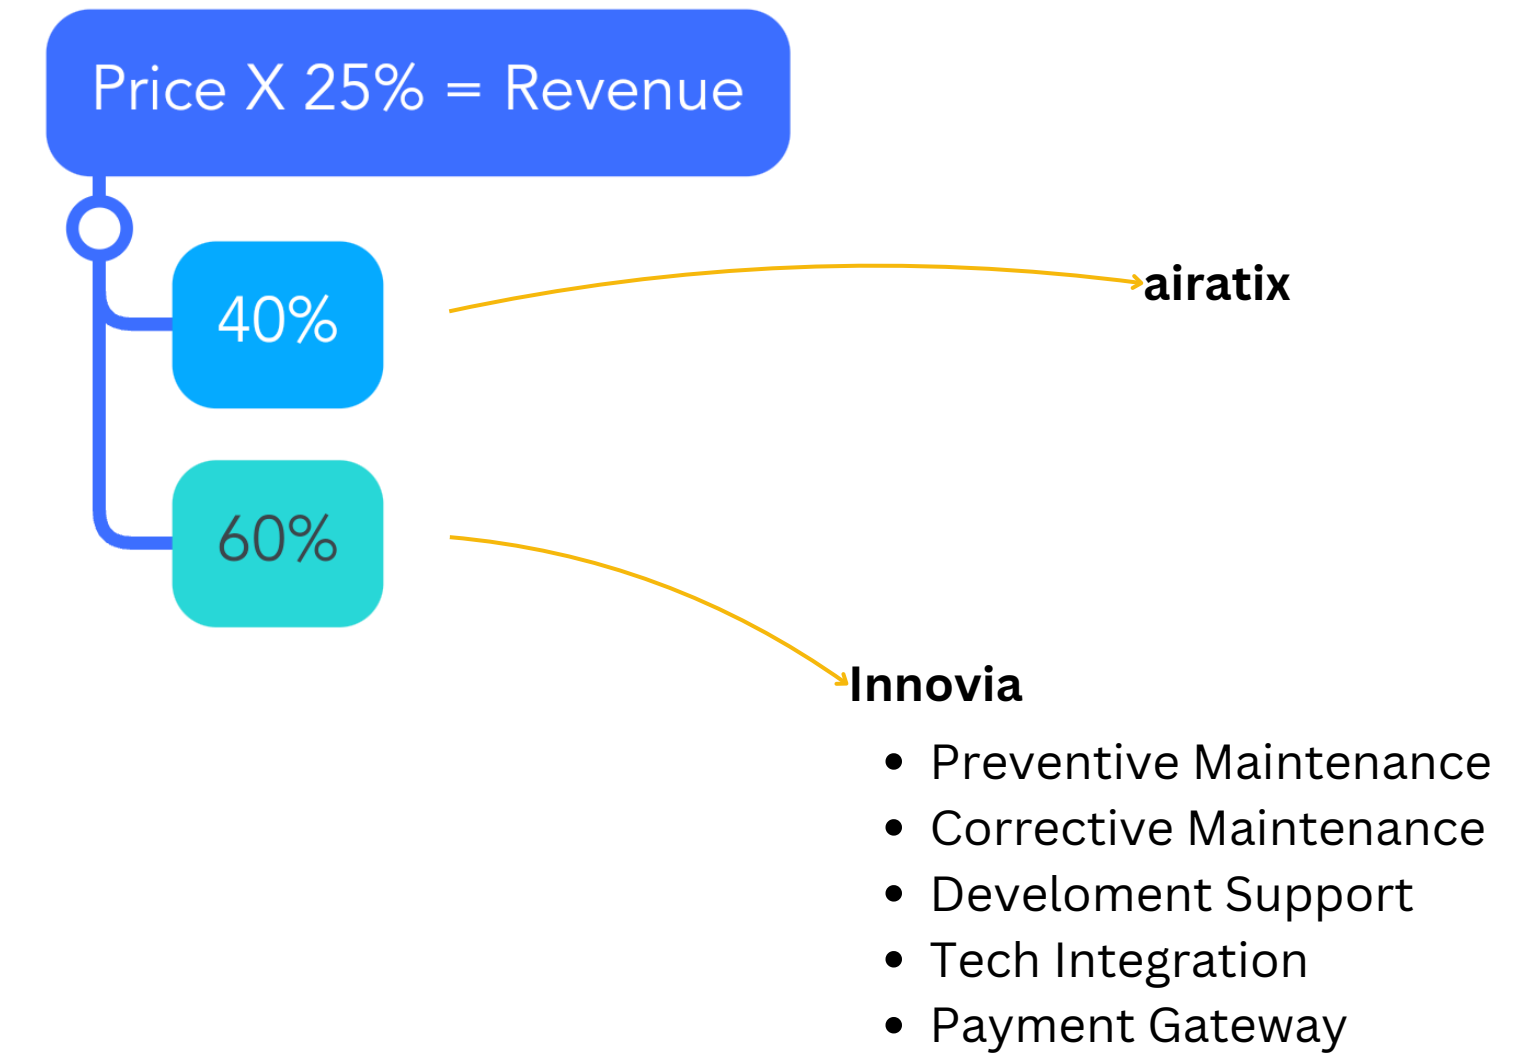 Price X 25% = Revenue
40%
airatix
60%
Innovia
• Preventive Maintenance
• Corrective Maintenance
• Develoment Support
• Tech Integration
• Payment Gateway